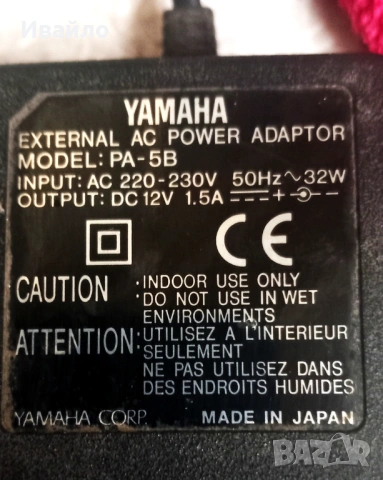 Ивайло
YAMAHA
EXTERNAL AC POWER ADAPTOR
MODEL: PA-5B
INPUT: AC 220-230V 50Hz ~ 32W
OUTPUT: DC 12V 1.5A
CE
CAUTION : INDOOR USE ONLY
· DO NOT USE IN WET
ENVIRONMENTS
ATTENTION: UTILISEZ A L'INTERIEUR
SEULEMENT
NE PAS UTILISEZ DANS
DES ENDROITS HUMIDES
YAMAHA CORP. MADE IN JAPAN
BAZAR